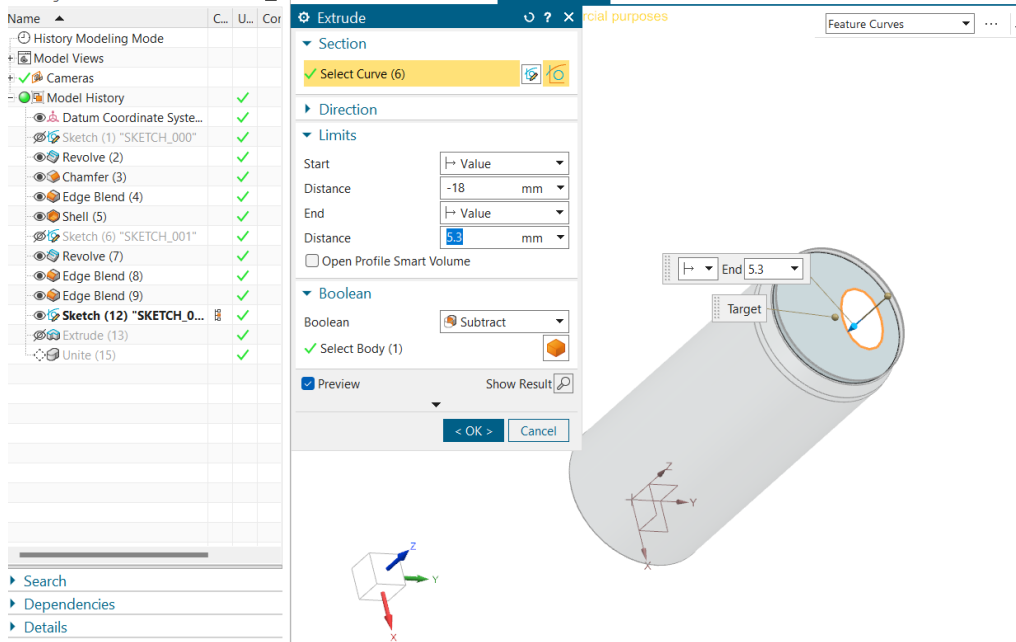 Name
C...
U...
Cor
History Modeling Mode
Model Views
Cameras
Model History
Datum Coordinate Syste...
Sketch (1) "SKETCH_000"
Revolve (2)
Chamfer (3)
Edge Blend (4)
Shell (5)
Sketch (6) "SKETCH_001"
Revolve (7)
Edge Blend (8)
Edge Blend (9)
Sketch (12) "SKETCH_0...
Extrude (13)
Unite (15)
Search
Dependencies
Details
Extrude
?
Section
Select Curve (6)
Direction
Limits
Start
Value
Distance
-18 mm
End
Value
Distance
5.3 mm
Open Profile Smart Volume
Boolean
Boolean
Subtract
Select Body (1)
Preview
Show Result
< OK >
Cancel
rcial purposes
Feature Curves
...
End 5.3
Target
Z
Y
X
Z
Y
X